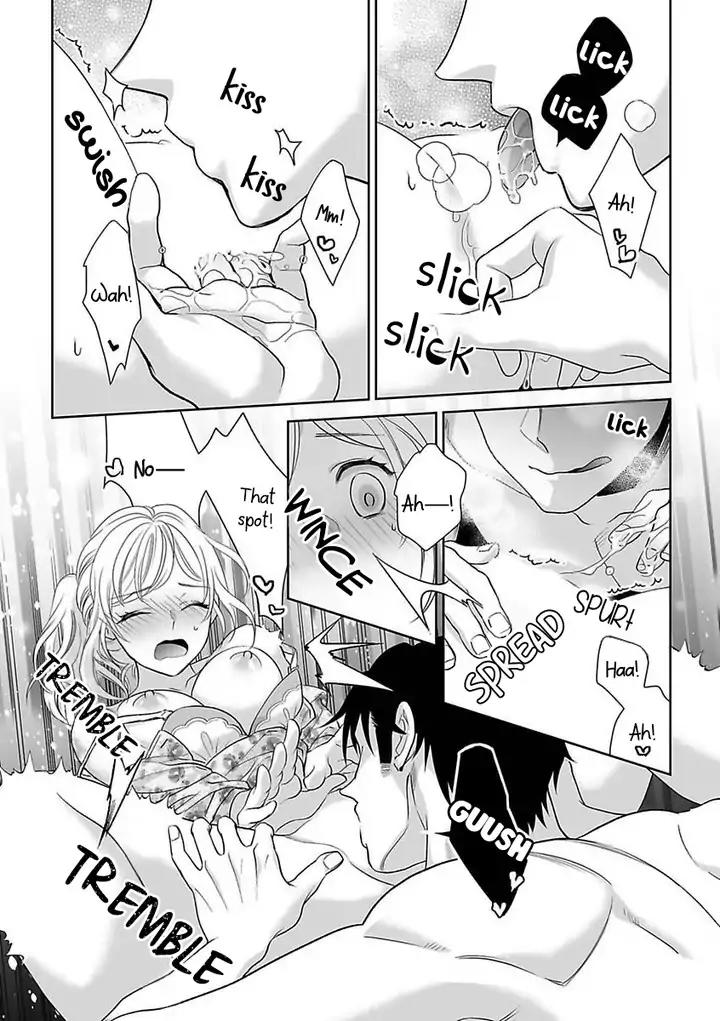 lick
lick
Ah!
slick
slick
kiss
kiss
swish
Mm!
Wah!
lick
Ah—!
SPREAD
SPURt
Haa!
Ah!
WINCE
No—
That
spot!
TREMBLE
TREMBLE
GUUSH